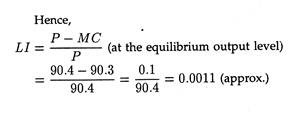 Hence,
LI = P − MC / P (at the equilibrium output level)
= 90.4 − 90.3 / 90.4 = 0.1 / 90.4 = 0.0011 (approx.)